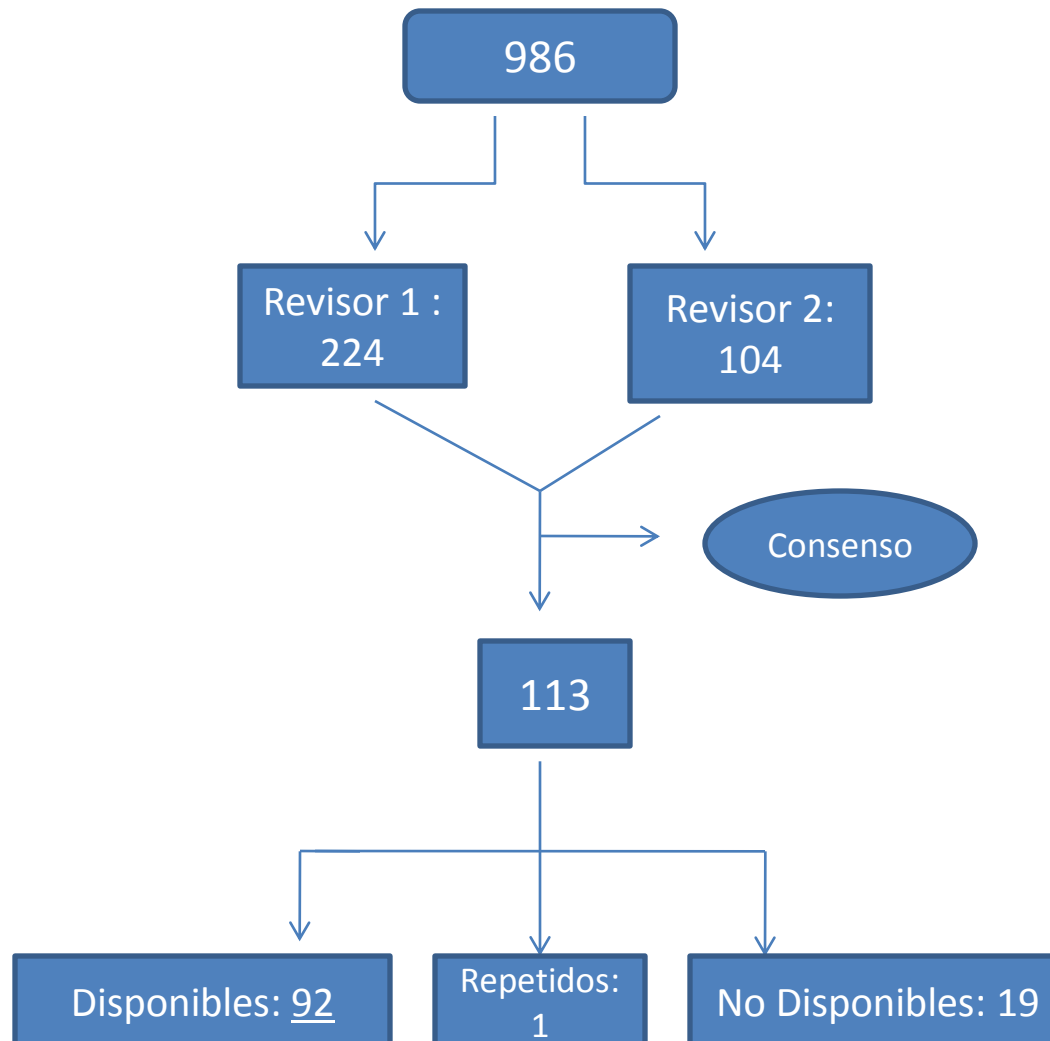 986
Revisor 1 :
224
Revisor 2:
104
Consenso
113
Disponibles: 92
Repetidos:
1
No Disponibles: 19